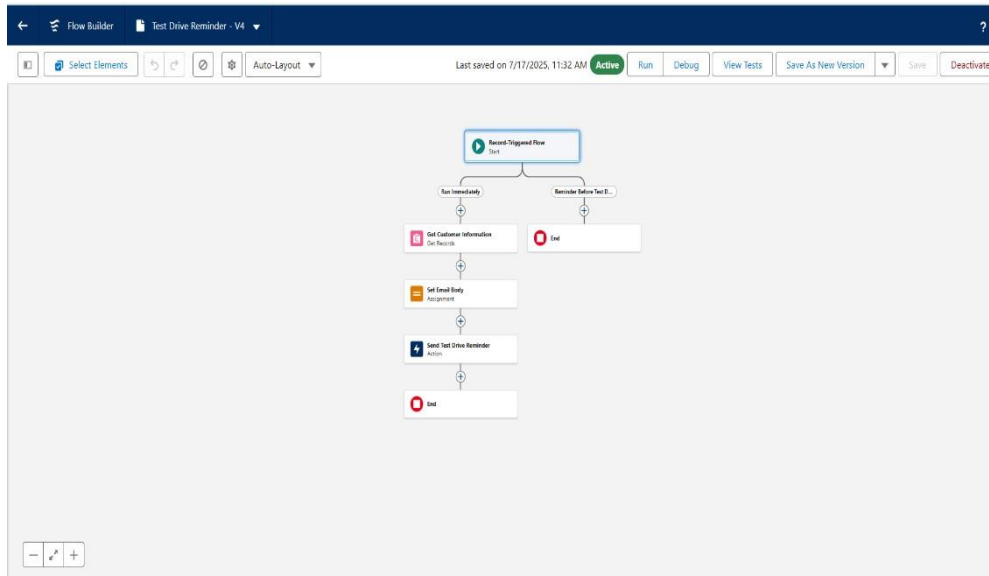 Flow Builder Test Drive Reminder - V4 ?
Select Elements Auto-Layout Last saved on 7/17/2025, 11:32 AM Active Run Debug View Tests Save As New Version Save Deactivate
Record-Triggered Flow
Start
Run Immediately Reminder Before Test D...
Get Customer Information
Get Records
End
Set Email Body
Assignment
Send Test Drive Reminder
Action
End